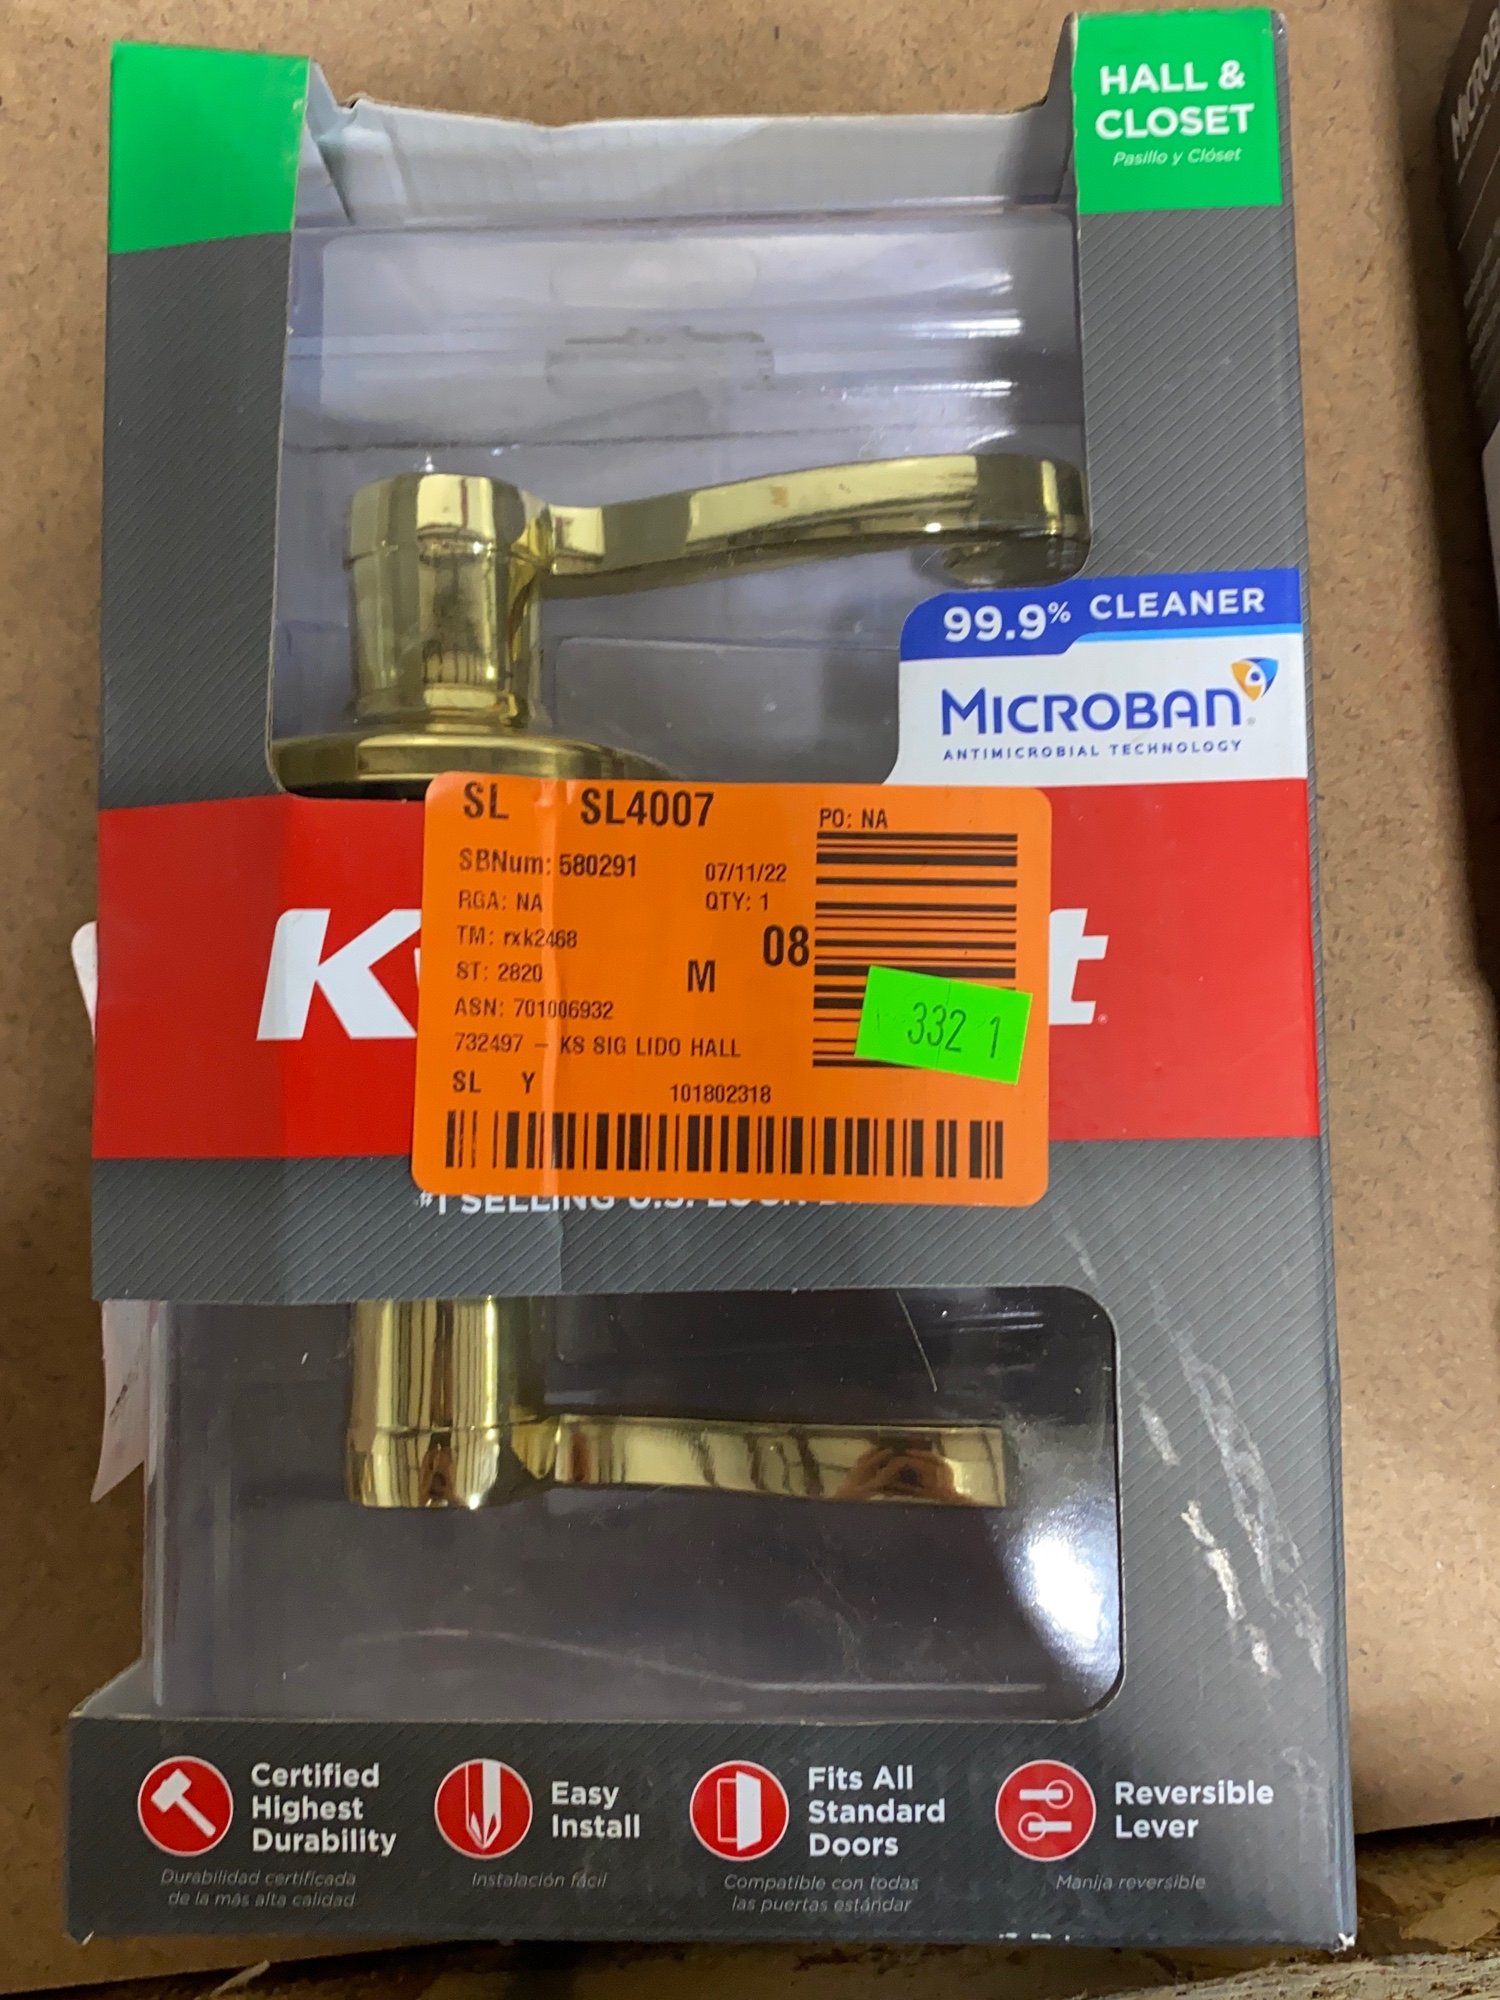 HALL &
CLOSET
Pasillo y Clóset
99.9% CLEANER
MICROBAN®
ANTIMICROBIAL TECHNOLOGY
SL SL4007
PO: NA
SBNum: 580291
07/11/22
RGA: NA
QTY: 1
TM: rxk2468
08
ST: 2820
M
ASN: 701006932
332 1
732497 - KS SIG LIDO HALL
SL Y
101802318
#1 SELLING U.S.
Certified
Highest
Durability
Durabilidad certificada
de la más alta calidad
Easy
Install
Instalación fácil
Fits All
Standard
Doors
Compatible con todas
las puertas estándar
Reversible
Lever
Manija reversible